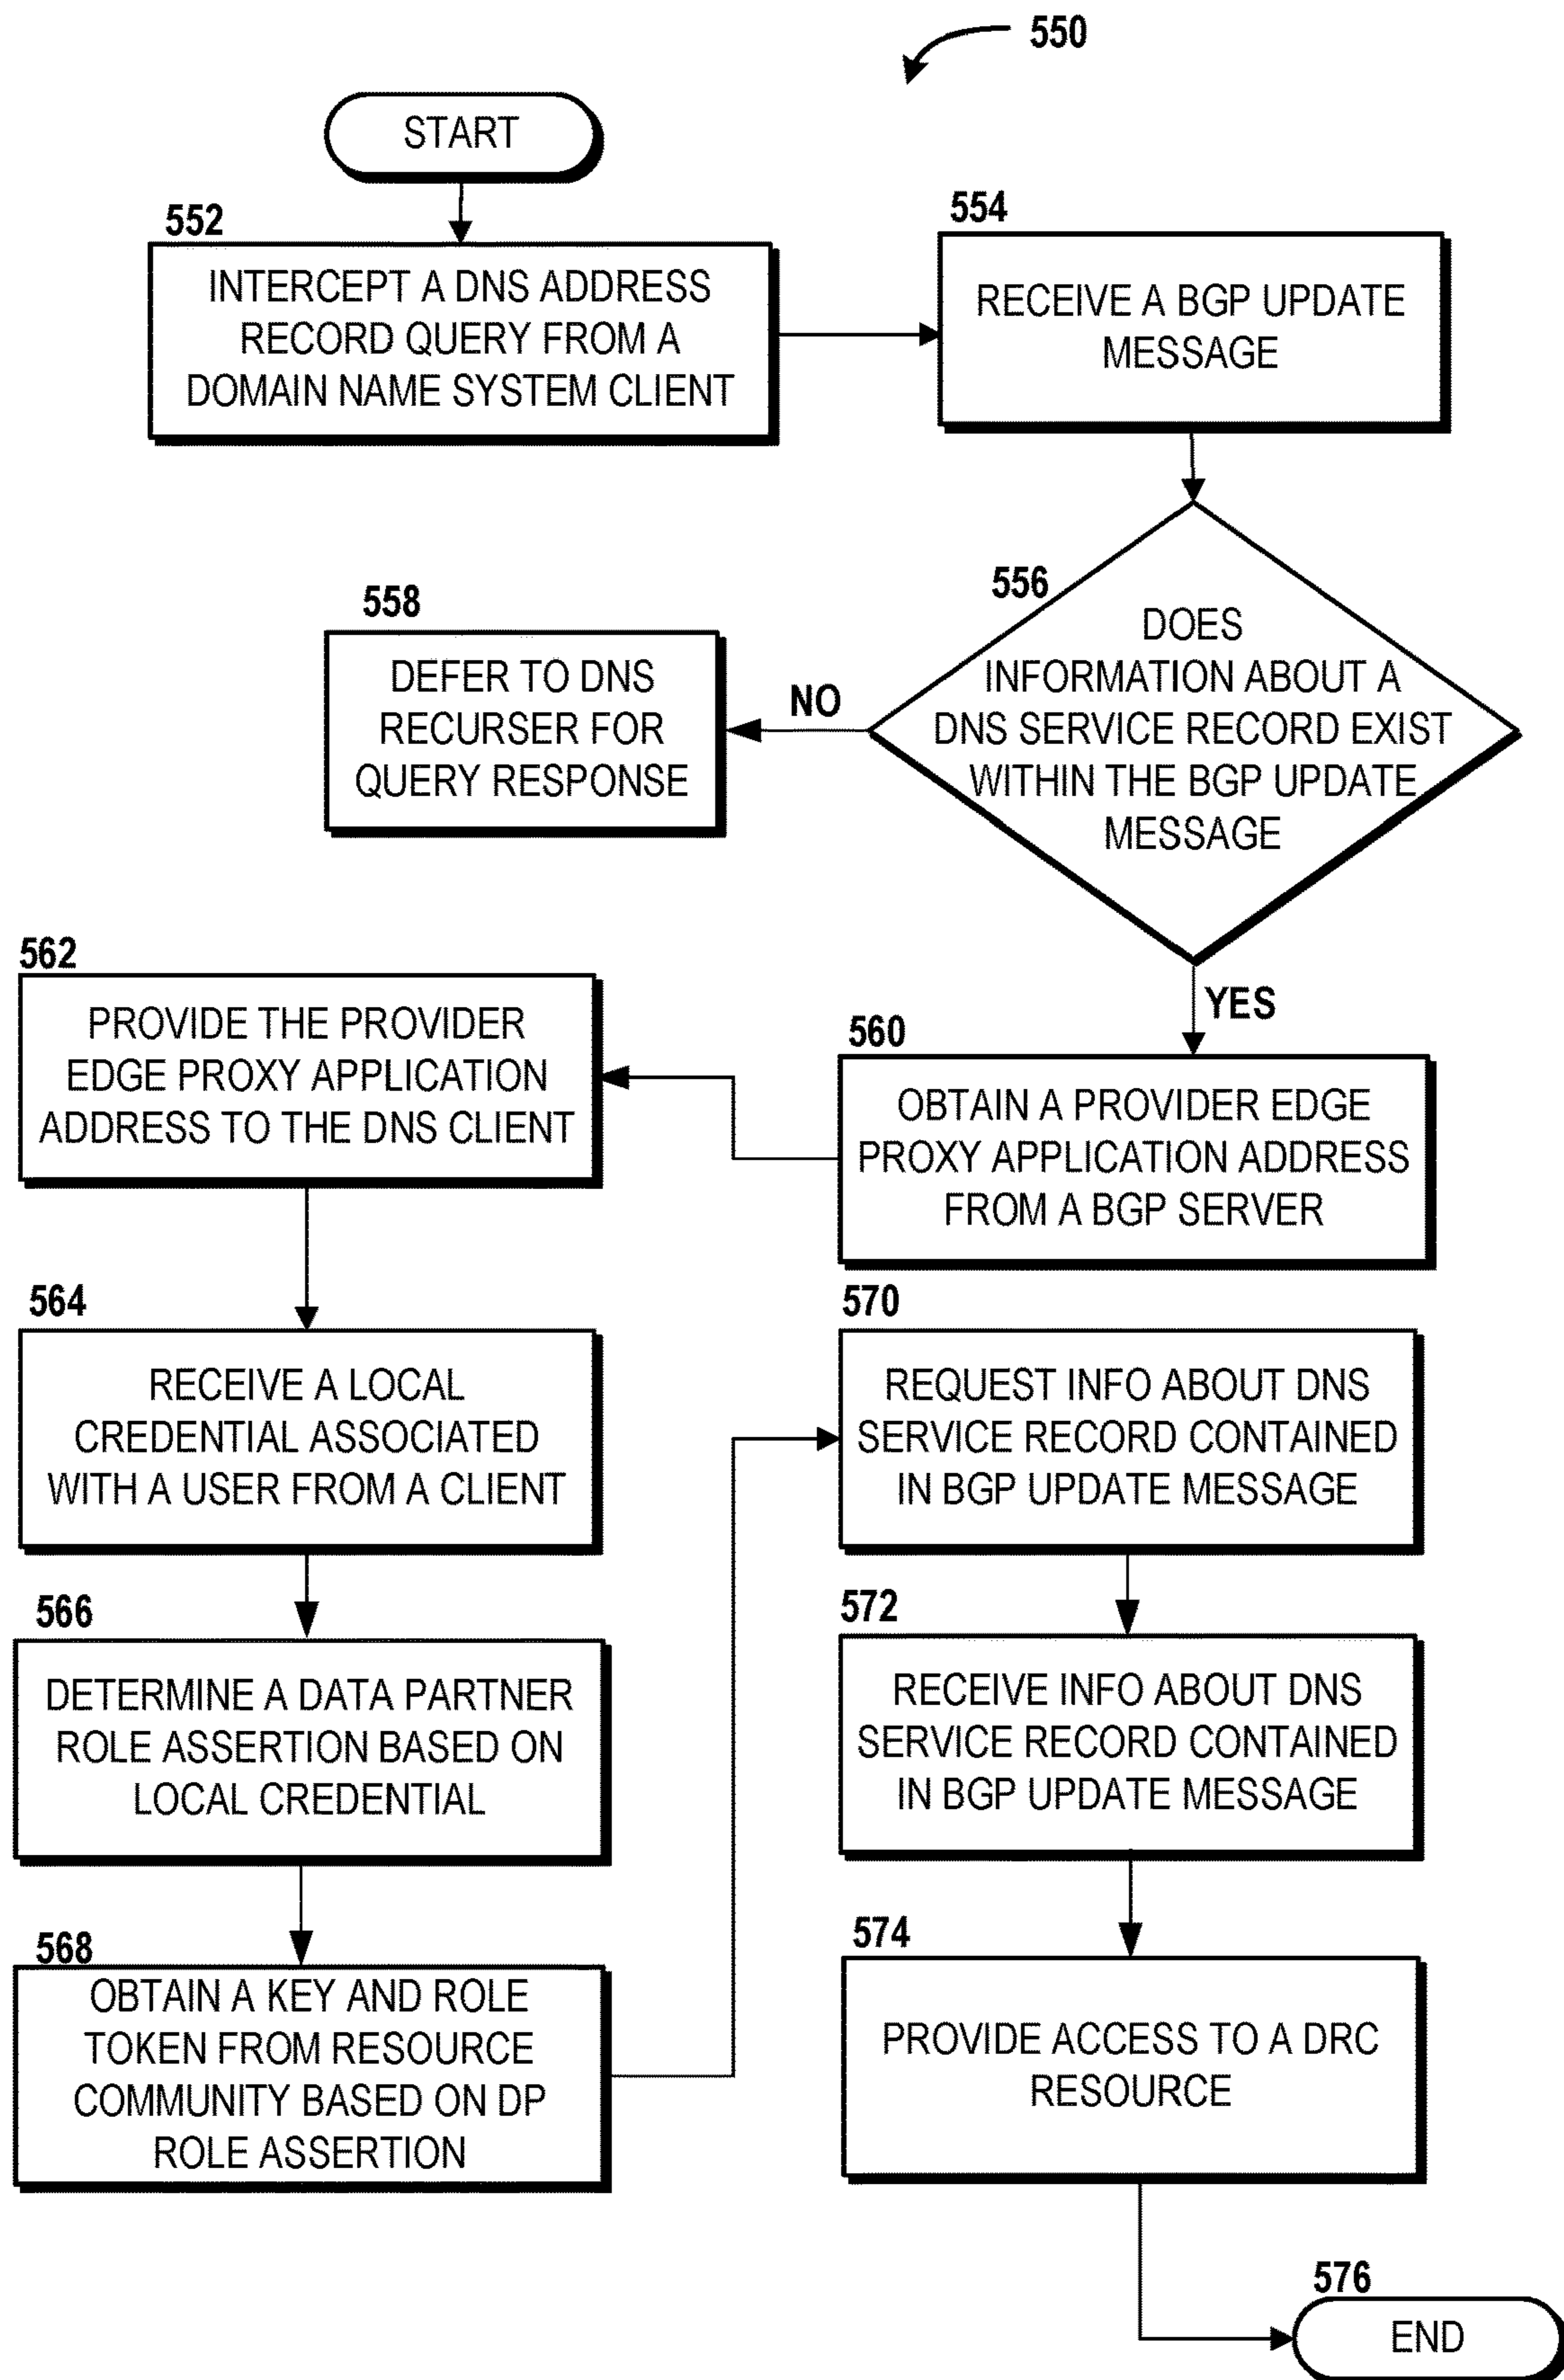 550
START
552
INTERCEPT A DNS ADDRESS
RECORD QUERY FROM A
DOMAIN NAME SYSTEM CLIENT
554
RECEIVE A BGP UPDATE
MESSAGE
556
DOES
INFORMATION ABOUT A
DNS SERVICE RECORD EXIST
WITHIN THE BGP UPDATE
MESSAGE
NO
558
DEFER TO DNS
RECURSER FOR
QUERY RESPONSE
YES
560
OBTAIN A PROVIDER EDGE
PROXY APPLICATION ADDRESS
FROM A BGP SERVER
562
PROVIDE THE PROVIDER
EDGE PROXY APPLICATION
ADDRESS TO THE DNS CLIENT
564
RECEIVE A LOCAL
CREDENTIAL ASSOCIATED
WITH A USER FROM A CLIENT
566
DETERMINE A DATA PARTNER
ROLE ASSERTION BASED ON
LOCAL CREDENTIAL
568
OBTAIN A KEY AND ROLE
TOKEN FROM RESOURCE
COMMUNITY BASED ON DP
ROLE ASSERTION
570
REQUEST INFO ABOUT DNS
SERVICE RECORD CONTAINED
IN BGP UPDATE MESSAGE
572
RECEIVE INFO ABOUT DNS
SERVICE RECORD CONTAINED
IN BGP UPDATE MESSAGE
574
PROVIDE ACCESS TO A DRC
RESOURCE
576
END